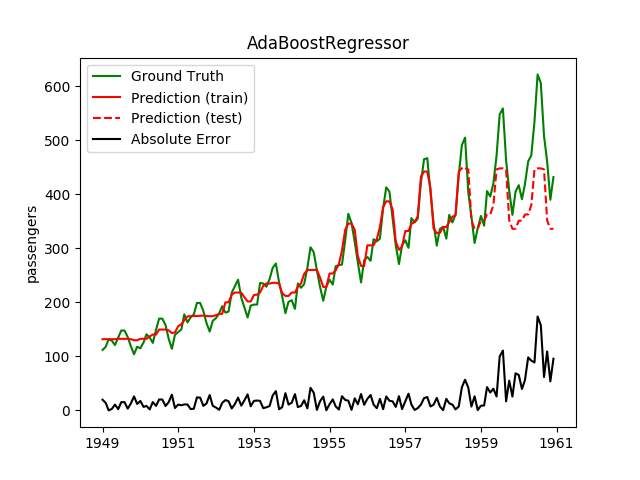 AdaBoostRegressor
Ground Truth
Prediction (train)
Prediction (test)
Absolute Error
passengers
600
500
400
300
200
100
0
1949 1951 1953 1955 1957 1959 1961